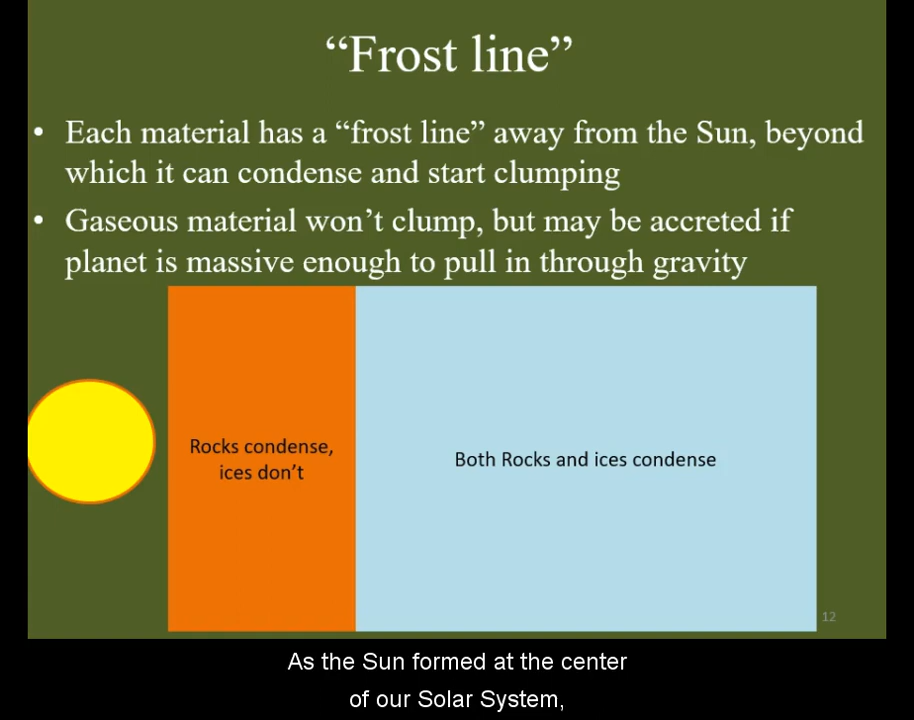 “Frost line”
• Each material has a “frost line” away from the Sun, beyond
which it can condense and start clumping
• Gaseous material won’t clump, but may be accreted if
planet is massive enough to pull in through gravity
Rocks condense,
ices don’t
Both Rocks and ices condense
12
As the Sun formed at the center
of our Solar System,